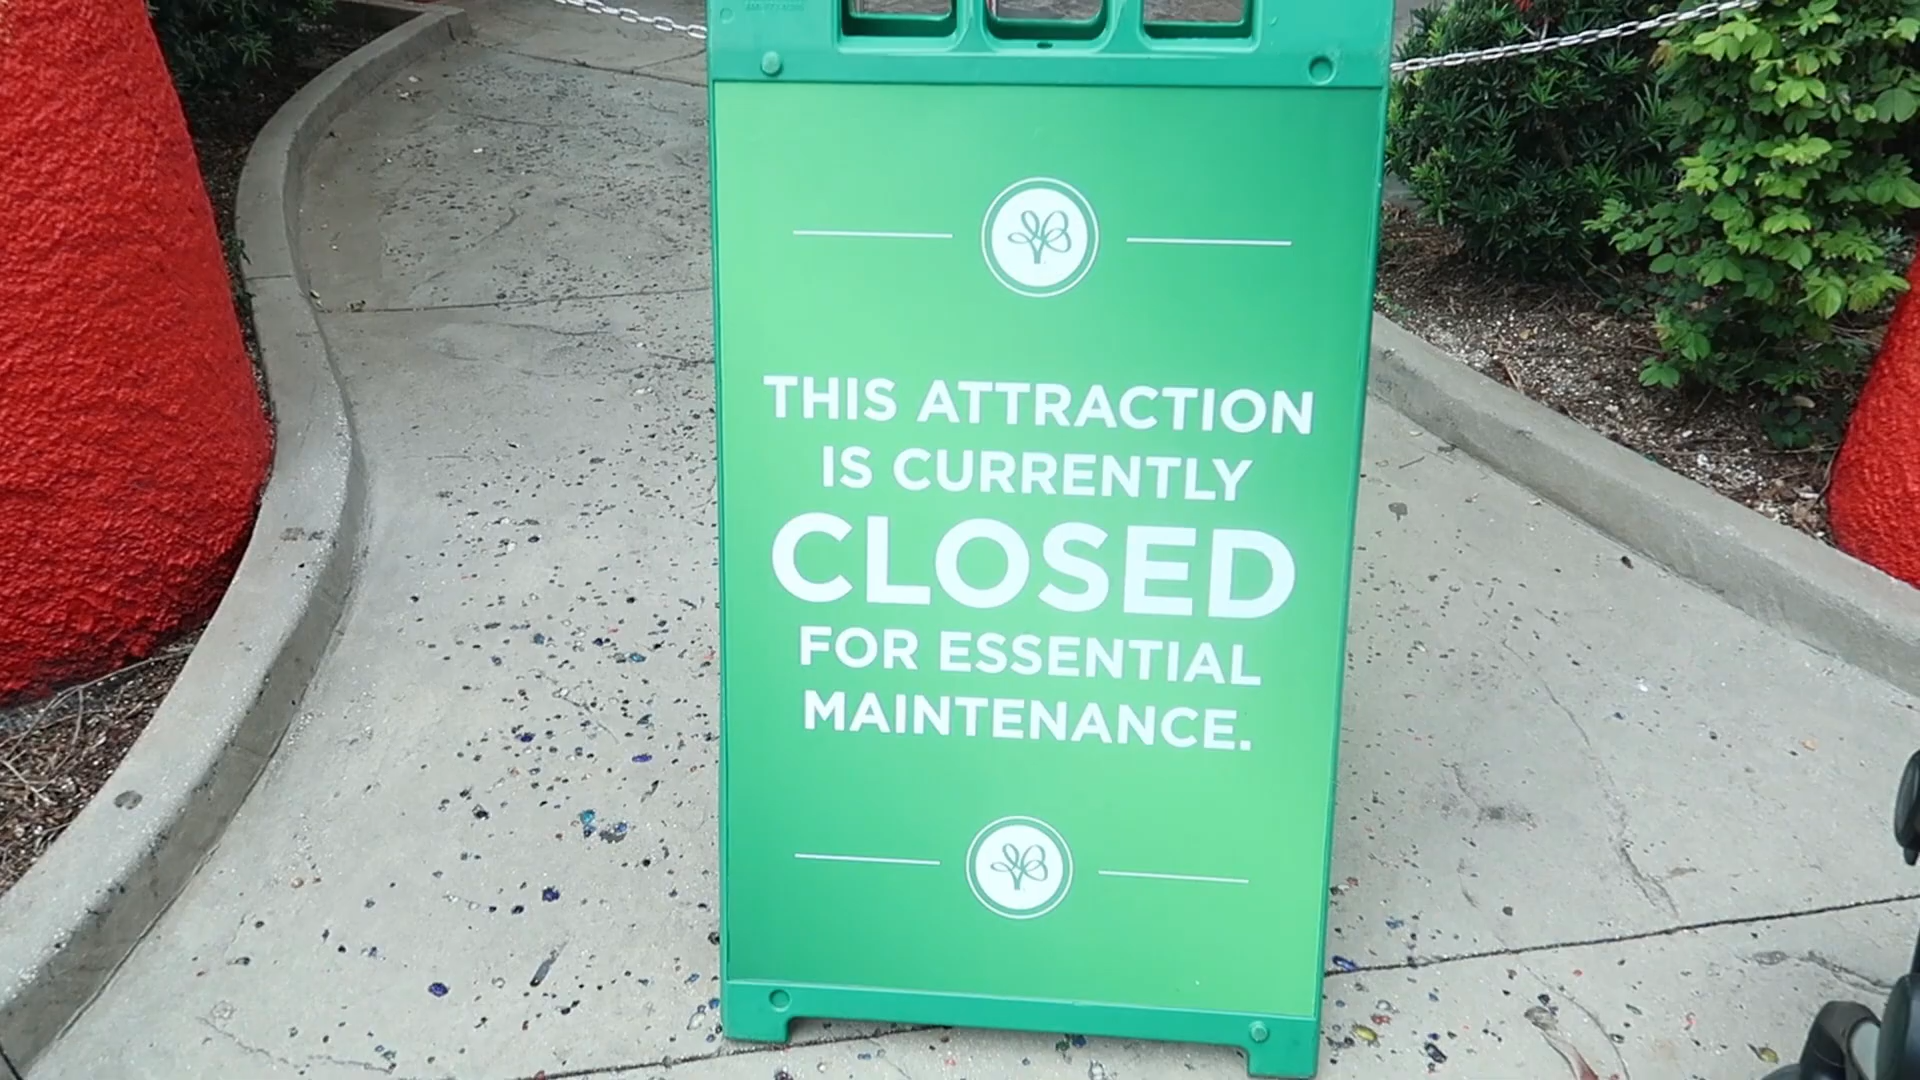 THIS ATTRACTION
IS CURRENTLY
CLOSED
FOR ESSENTIAL
MAINTENANCE.